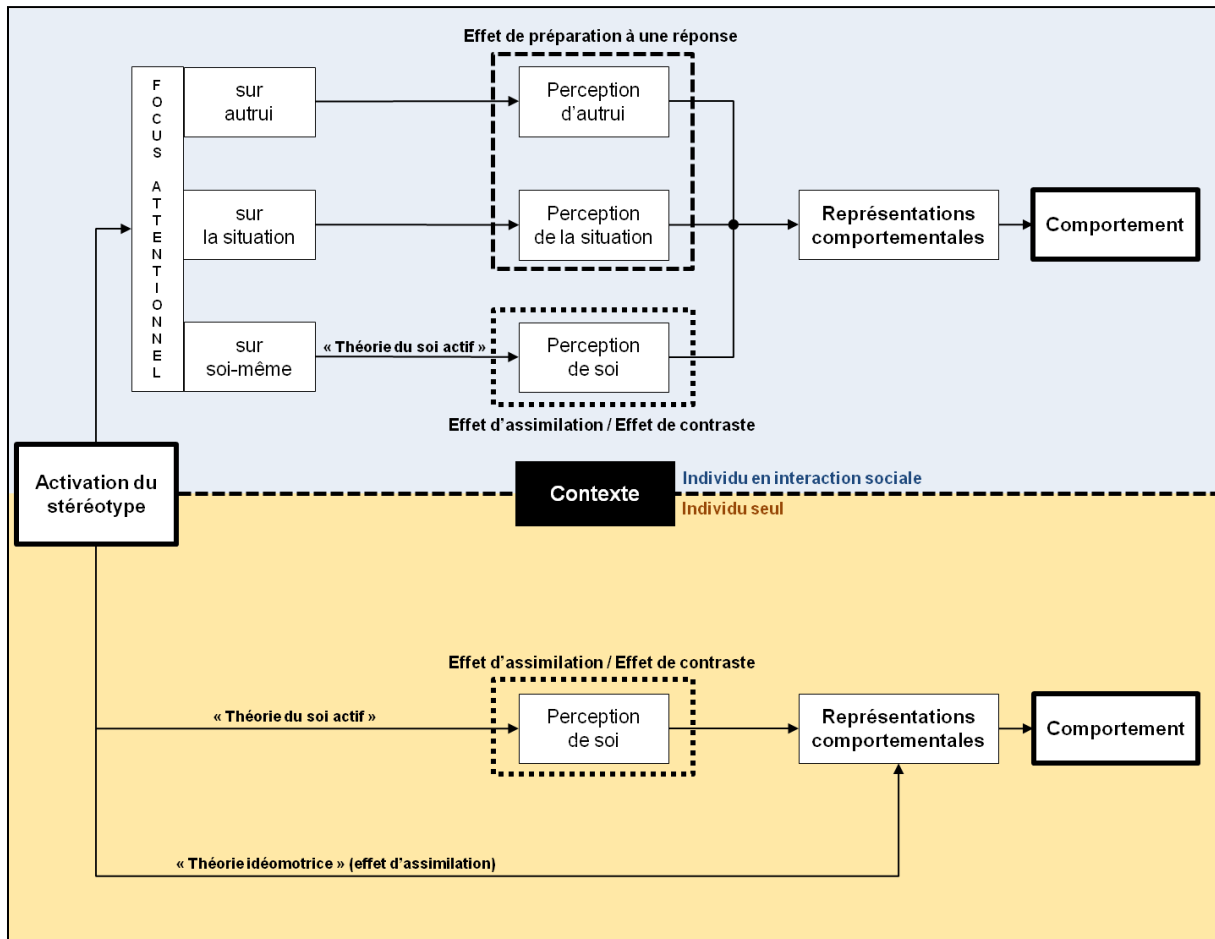 Effet de préparation à une réponse
FOCUS ATTENTIONNEL
sur
autrui
Perception
d’autrui
sur
la situation
Perception
de la situation
Représentations
comportementales
Comportement
sur
soi-même
« Théorie du soi actif »
Perception
de soi
Effet d’assimilation / Effet de contraste
Activation du
stéréotype
Contexte
Individu en interaction sociale
Individu seul
Effet d’assimilation / Effet de contraste
« Théorie du soi actif »
Perception
de soi
Représentations
comportementales
Comportement
« Théorie idéomotrice » (effet d’assimilation)